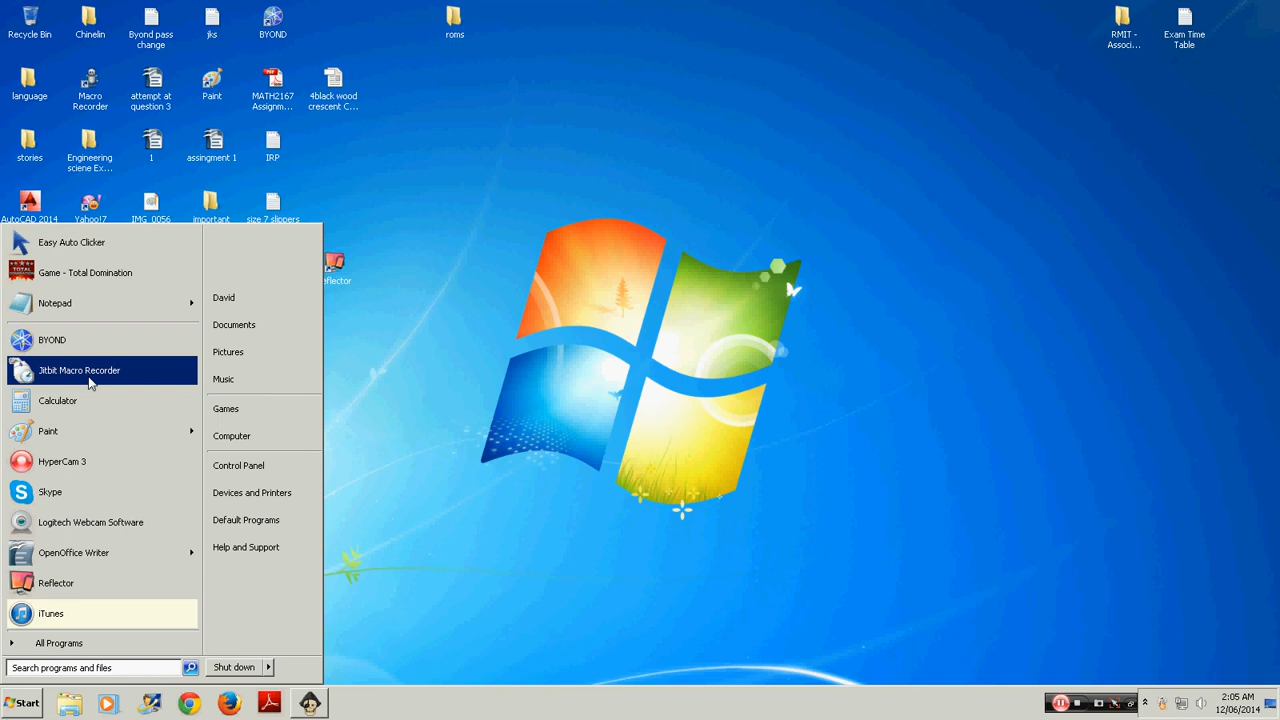 Recycle Bin
Chinelin
Byond pass
change
jks
BYOND
roms
RMIT -
Associ...
Exam Time
Table
language
Macro
Recorder
attempt at
question 3
Paint
MATH2167
Assignm...
4black wood
crescent C...
stories
Engineering
sciene Ex...
1
assingment 1
IRP
AutoCAD 2014
Yahoo!7
IMG_0056
important
size 7 slippers
eflector
Easy Auto Clicker
TOTAL
DOMINATION
Game - Total Domination
Notepad
BYOND
Jitbit Macro Recorder
Calculator
Paint
HyperCam 3
Skype
Logitech Webcam Software
OpenOffice Writer
Reflector
iTunes
All Programs
Search programs and files
David
Documents
Pictures
Music
Games
Computer
Control Panel
Devices and Printers
Default Programs
Help and Support
Shut down
Start
2:05 AM
12/06/2014